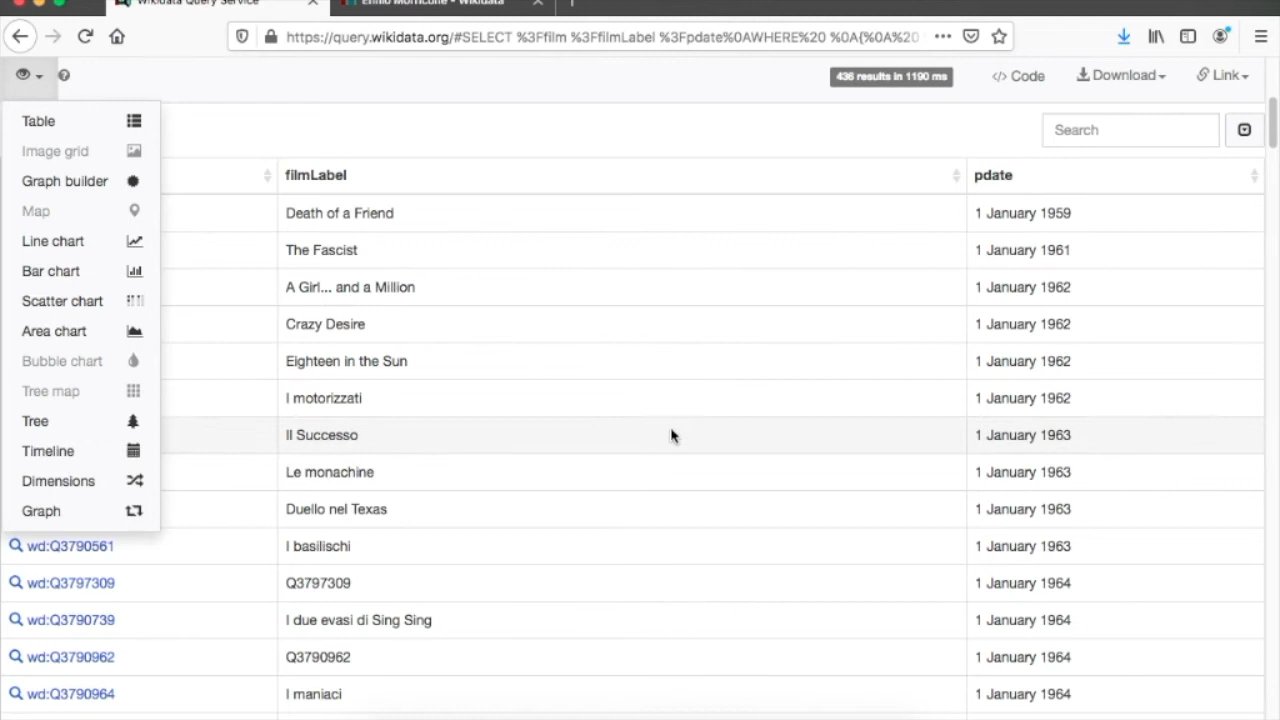 Wikidata Query Service
Ennio Morricone - Wikidata
https://query.wikidata.org/#SELECT %3Ffilm %3FfilmLabel %3Fpdate%0AWHERE%20 %0A{%0A%20
436 results in 1190 ms
</> Code
Download
Link
Table
Image grid
Graph builder
Map
Line chart
Bar chart
Scatter chart
Area chart
Bubble chart
Tree map
Tree
Timeline
Dimensions
Graph
Search
filmLabel pdate
Death of a Friend 1 January 1959
The Fascist 1 January 1961
A Girl... and a Million 1 January 1962
Crazy Desire 1 January 1962
Eighteen in the Sun 1 January 1962
I motorizzati 1 January 1962
Il Successo 1 January 1963
Le monachine 1 January 1963
Duello nel Texas 1 January 1963
wd:Q3790561 I basilischi 1 January 1963
wd:Q3797309 Q3797309 1 January 1964
wd:Q3790739 I due evasi di Sing Sing 1 January 1964
wd:Q3790962 Q3790962 1 January 1964
wd:Q3790964 I maniaci 1 January 1964